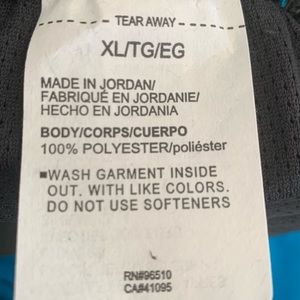 TEAR AWAY
XL/TG/EG
MADE IN JORDAN/
FABRIQUÉ EN JORDANIE/
HECHO EN JORDANIA
BODY/CORPS/CUERPO
100% POLYESTER/poliéster
■WASH GARMENT INSIDE
OUT. WITH LIKE COLORS.
DO NOT USE SOFTENERS
RN#96510
CA#41095